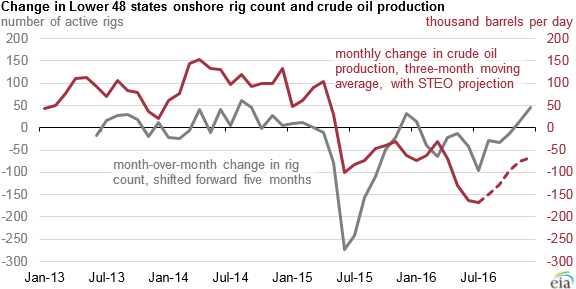 Change in Lower 48 states onshore rig count and crude oil production
number of active rigs
thousand barrels per day
200
150
100
50
0
-50
-100
-150
-200
-250
-300
200
150
100
50
0
-50
-100
-150
-200
-250
-300
monthly change in crude oil
production, three-month moving
average, with STEO projection
month-over-month change in rig
count, shifted forward five months
Jan-13
Jul-13
Jan-14
Jul-14
Jan-15
Jul-15
Jan-16
Jul-16
eia